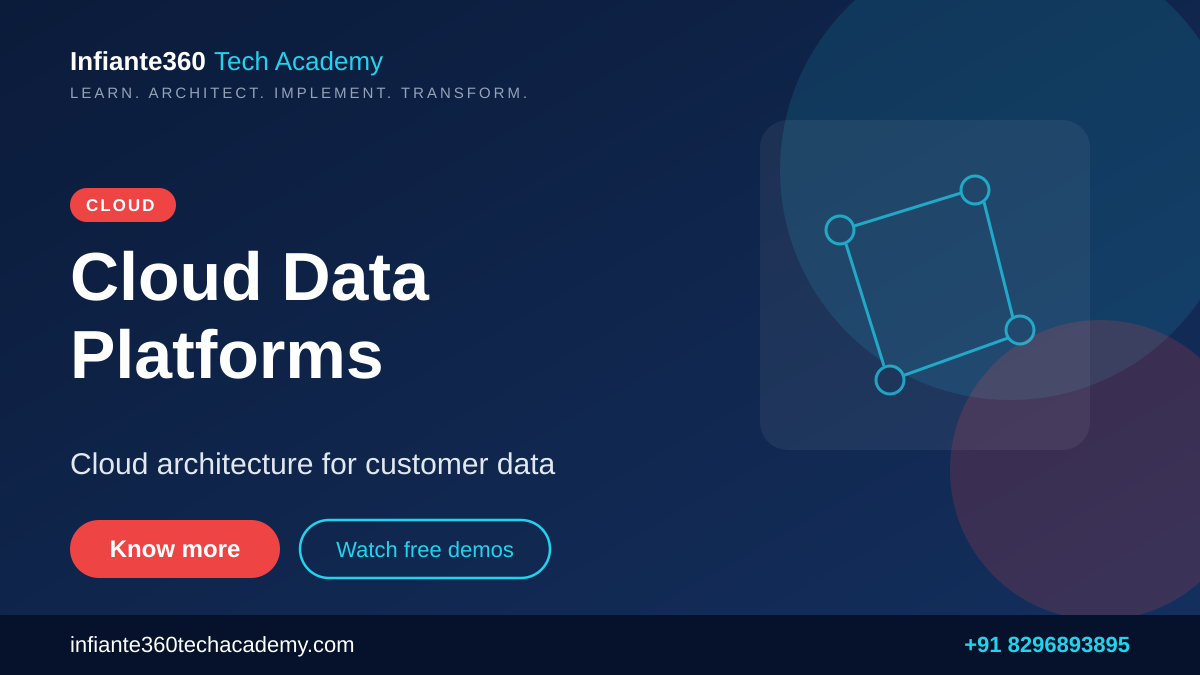 Infiante360 Tech Academy
LEARN. ARCHITECT. IMPLEMENT. TRANSFORM.
CLOUD
Cloud Data
Platforms
Cloud architecture for customer data
Know more
Watch free demos
infiante360techacademy.com
+91 8296893895